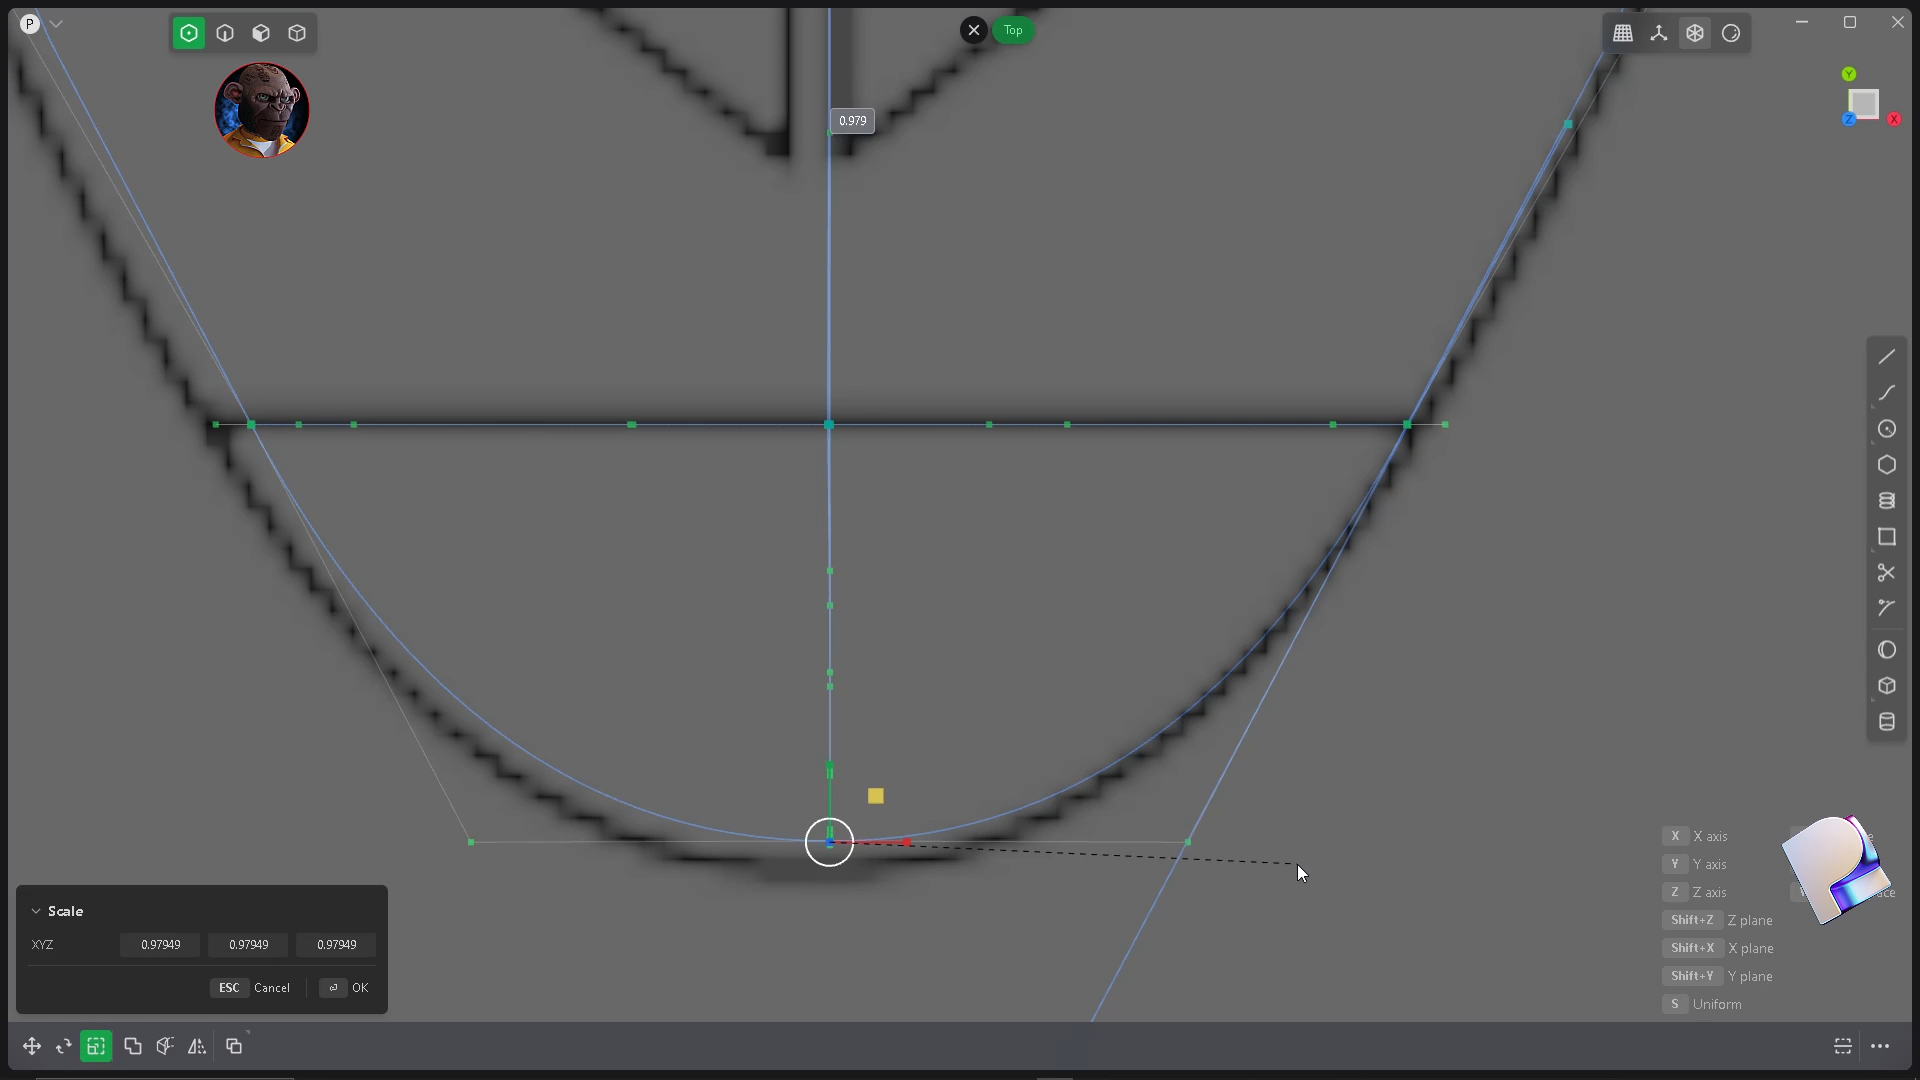 P
Top
Y
Z
X
0.979
X X axis
Y Y axis
Z Z axis
Shift+Z Z plane
Shift+X X plane
Shift+Y Y plane
S Uniform
Scale
XYZ 0.97949 0.97949 0.97949
ESC Cancel OK